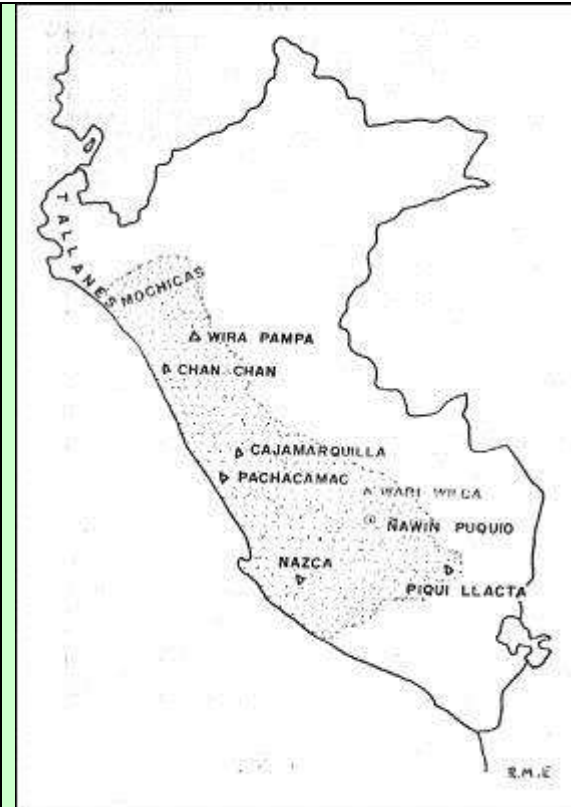 TALLANES
MOCHICAS
WIRA PAMPA
CHAN CHAN
CAJAMARQUILLA
PACHACAMAC
WARI WILCA
ÑAWIN PUQUIO
NAZCA
PIQUI LLACTA
R.M.E